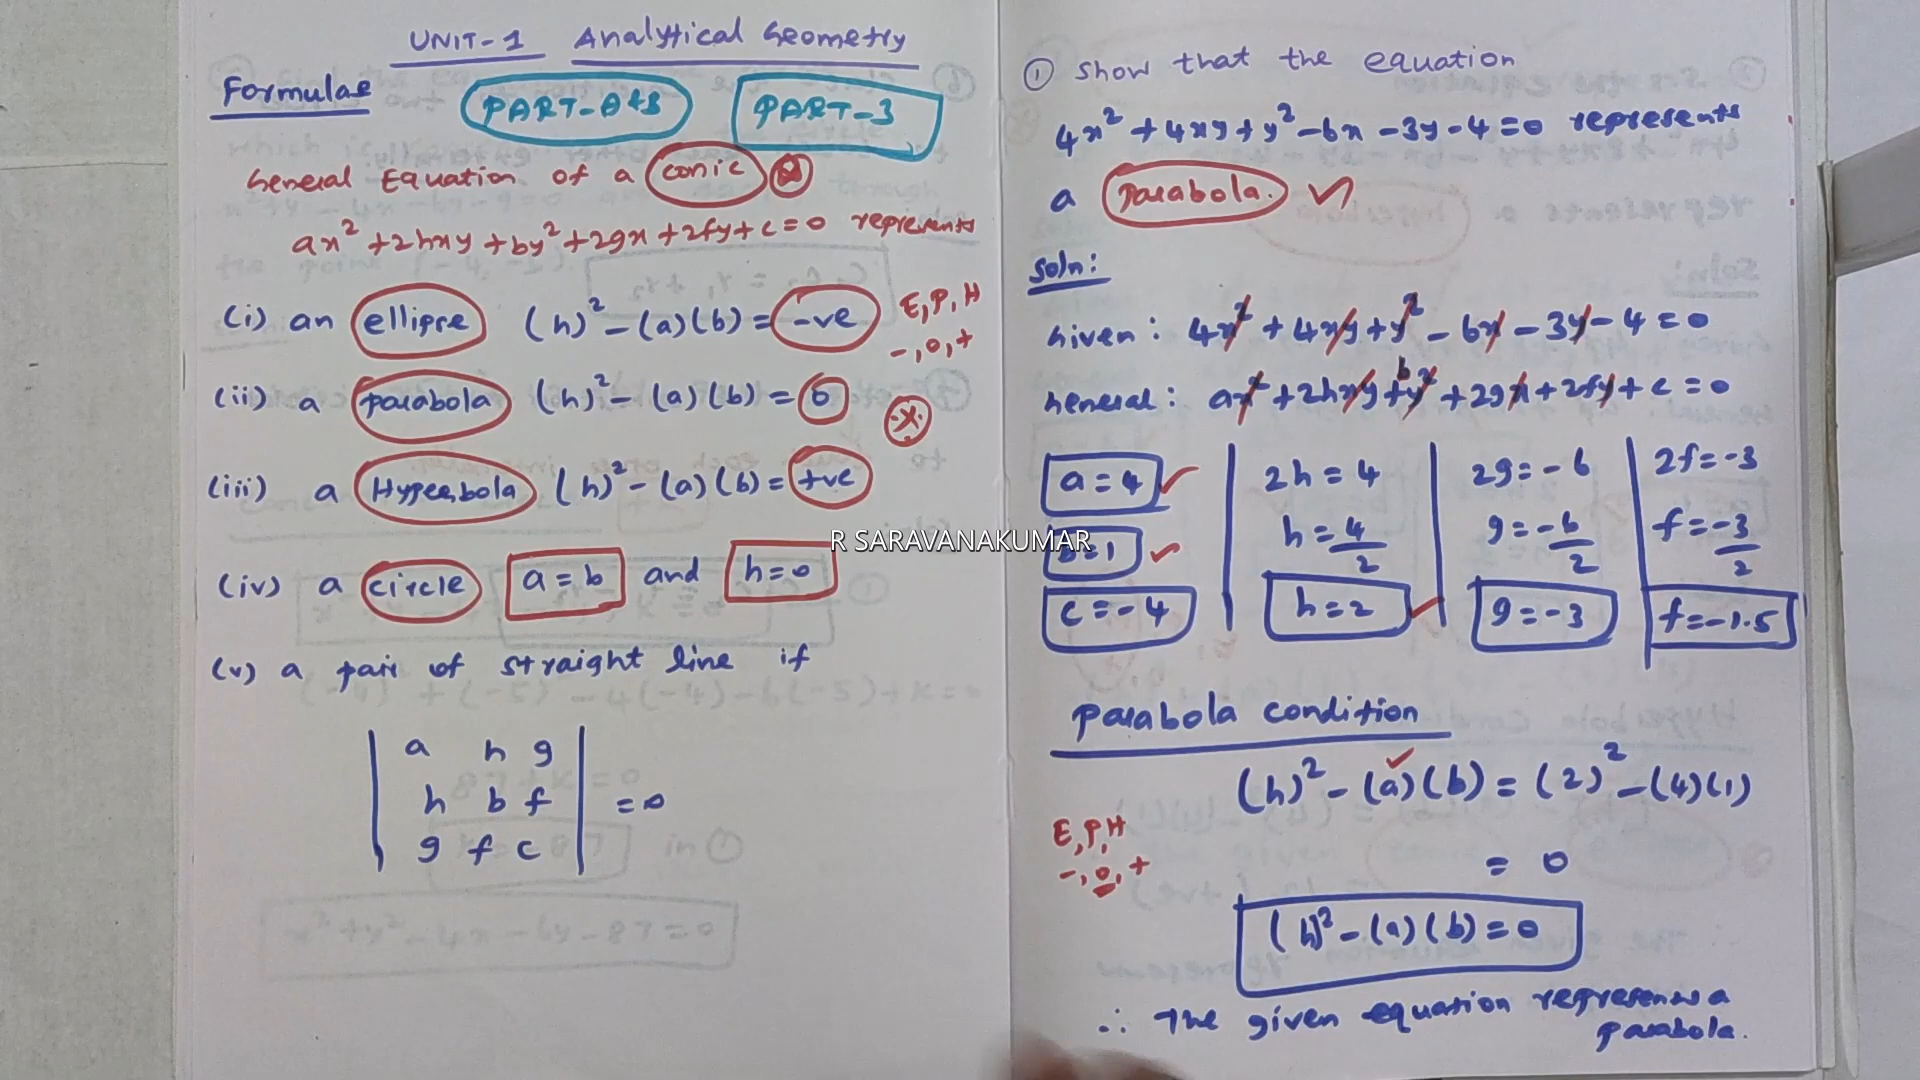 UNIT-1 Analytical Geometry
Formulae
PART-A&B PART-3
General Equation of a conic
ax² + 2hxy + by² + 2gx + 2fy + c = 0 represents
(i) an ellipse (h)² - (a)(b) = -ve
E, P, H
-, 0, +
(ii) a parabola (h)² - (a)(b) = 0
(iii) a Hyperbola (h)² - (a)(b) = +ve
(iv) a circle a = b and h = 0
(v) a pair of straight line if
| a h g |
| h b f | = 0
| g f c |
R SARAVANAKUMAR
① Show that the equation
4x² + 4xy + y² - 6x - 3y - 4 = 0 represents
a parabola.
Soln:
Given: 4x² + 4xy + y² - 6x - 3y - 4 = 0
General: ax² + 2hxy + by² + 2gx + 2fy + c = 0
a = 4 2h = 4 2g = -6 2f = -3
b = 1 h = 4/2 g = -6/2 f = -3/2
c = -4 h = 2 g = -3 f = -1.5
Parabola condition
(h)² - (a)(b) = (2)² - (4)(1)
E, P, H
-, 0, +
= 0
(h)² - (a)(b) = 0
∴ The given equation represents a
parabola.